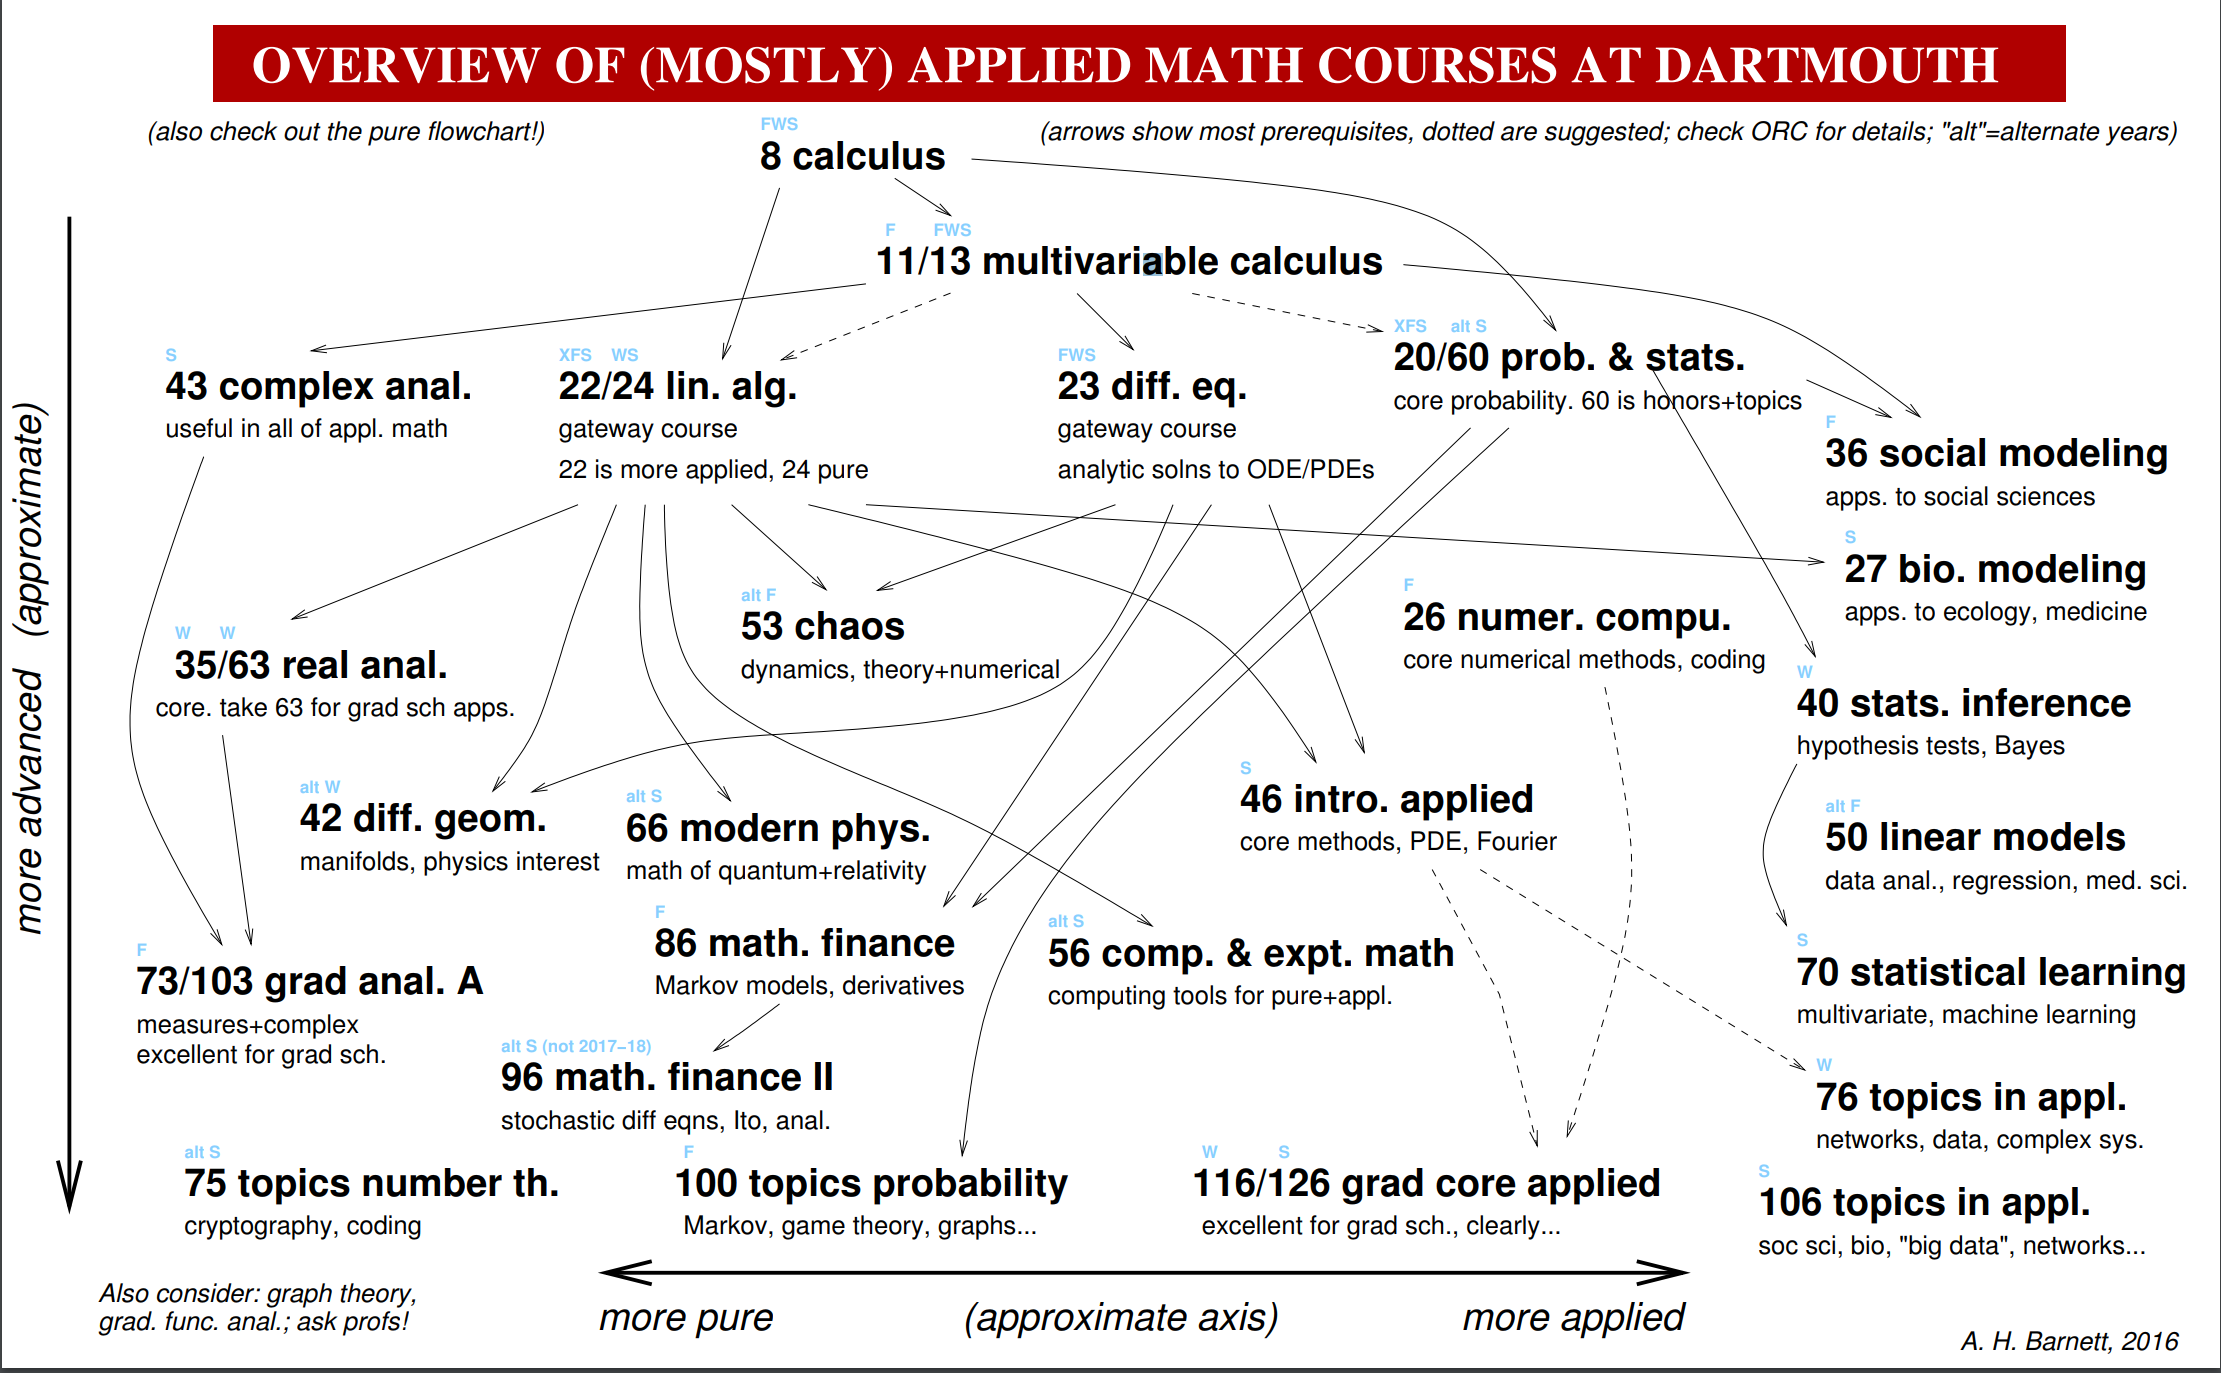 OVERVIEW OF (MOSTLY) APPLIED MATH COURSES AT DARTMOUTH
(also check out the pure flowchart!)
(arrows show most prerequisites, dotted are suggested; check ORC for details; "alt"=alternate years)
FWS
8 calculus
F FWS
11/13 multivariable calculus
S
43 complex anal.
useful in all of appl. math
XFS WS
22/24 lin. alg.
gateway course
22 is more applied, 24 pure
FWS
23 diff. eq.
gateway course
analytic solns to ODE/PDEs
XFS alt S
20/60 prob. & stats.
core probability. 60 is honors+topics
F
36 social modeling
apps. to social sciences
S
27 bio. modeling
apps. to ecology, medicine
W W
35/63 real anal.
core. take 63 for grad sch apps.
alt F
53 chaos
dynamics, theory+numerical
F
26 numer. compu.
core numerical methods, coding
W
40 stats. inference
hypothesis tests, Bayes
alt W
42 diff. geom.
manifolds, physics interest
alt S
66 modern phys.
math of quantum+relativity
S
46 intro. applied
core methods, PDE, Fourier
alt F
50 linear models
data anal., regression, med. sci.
F
73/103 grad anal. A
measures+complex
excellent for grad sch.
F
86 math. finance
Markov models, derivatives
alt S
56 comp. & expt. math
computing tools for pure+appl.
S
70 statistical learning
multivariate, machine learning
alt S (not 2017–18)
96 math. finance II
stochastic diff eqns, Ito, anal.
W
76 topics in appl.
networks, data, complex sys.
alt S
75 topics number th.
cryptography, coding
F
100 topics probability
Markov, game theory, graphs...
W S
116/126 grad core applied
excellent for grad sch., clearly...
S
106 topics in appl.
soc sci, bio, "big data", networks...
more advanced (approximate)
Also consider: graph theory,
grad. func. anal.; ask profs!
more pure (approximate axis) more applied
A. H. Barnett, 2016